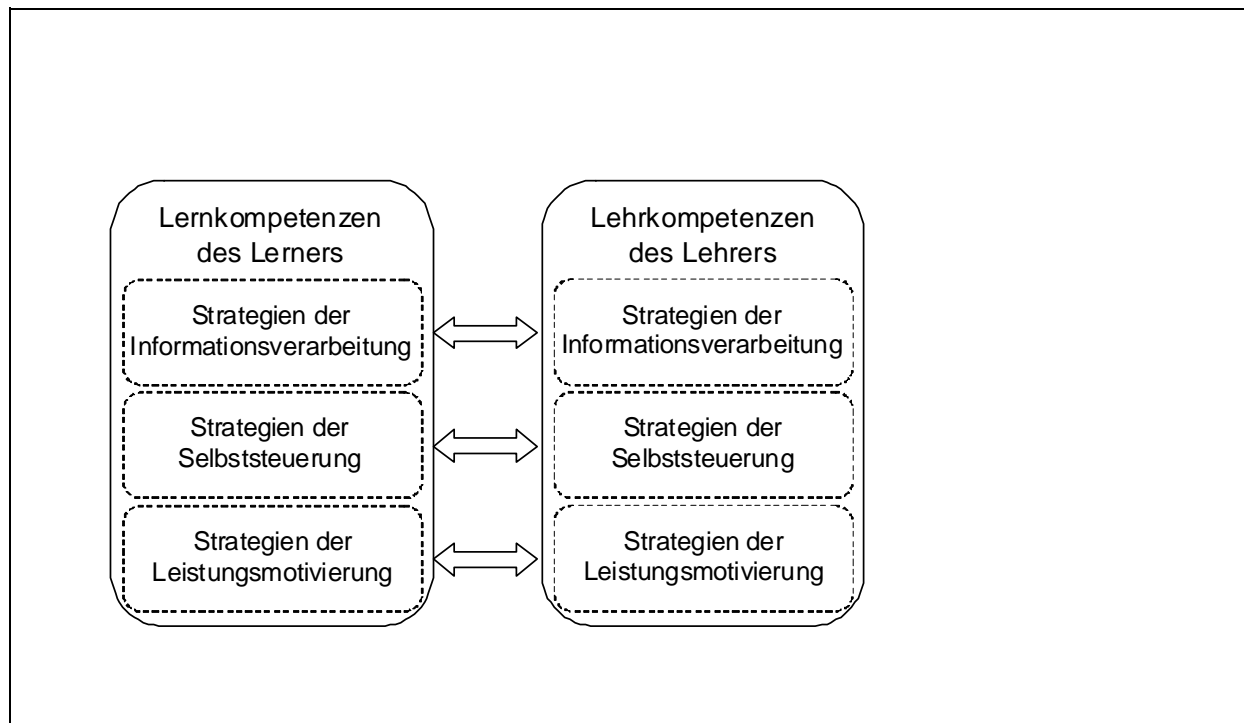 Lernkompetenzen
des Lerners
Strategien der
Informationsverarbeitung
Strategien der
Selbststeuerung
Strategien der
Leistungsmotivierung
Lehrkompetenzen
des Lehrers
Strategien der
Informationsverarbeitung
Strategien der
Selbststeuerung
Strategien der
Leistungsmotivierung